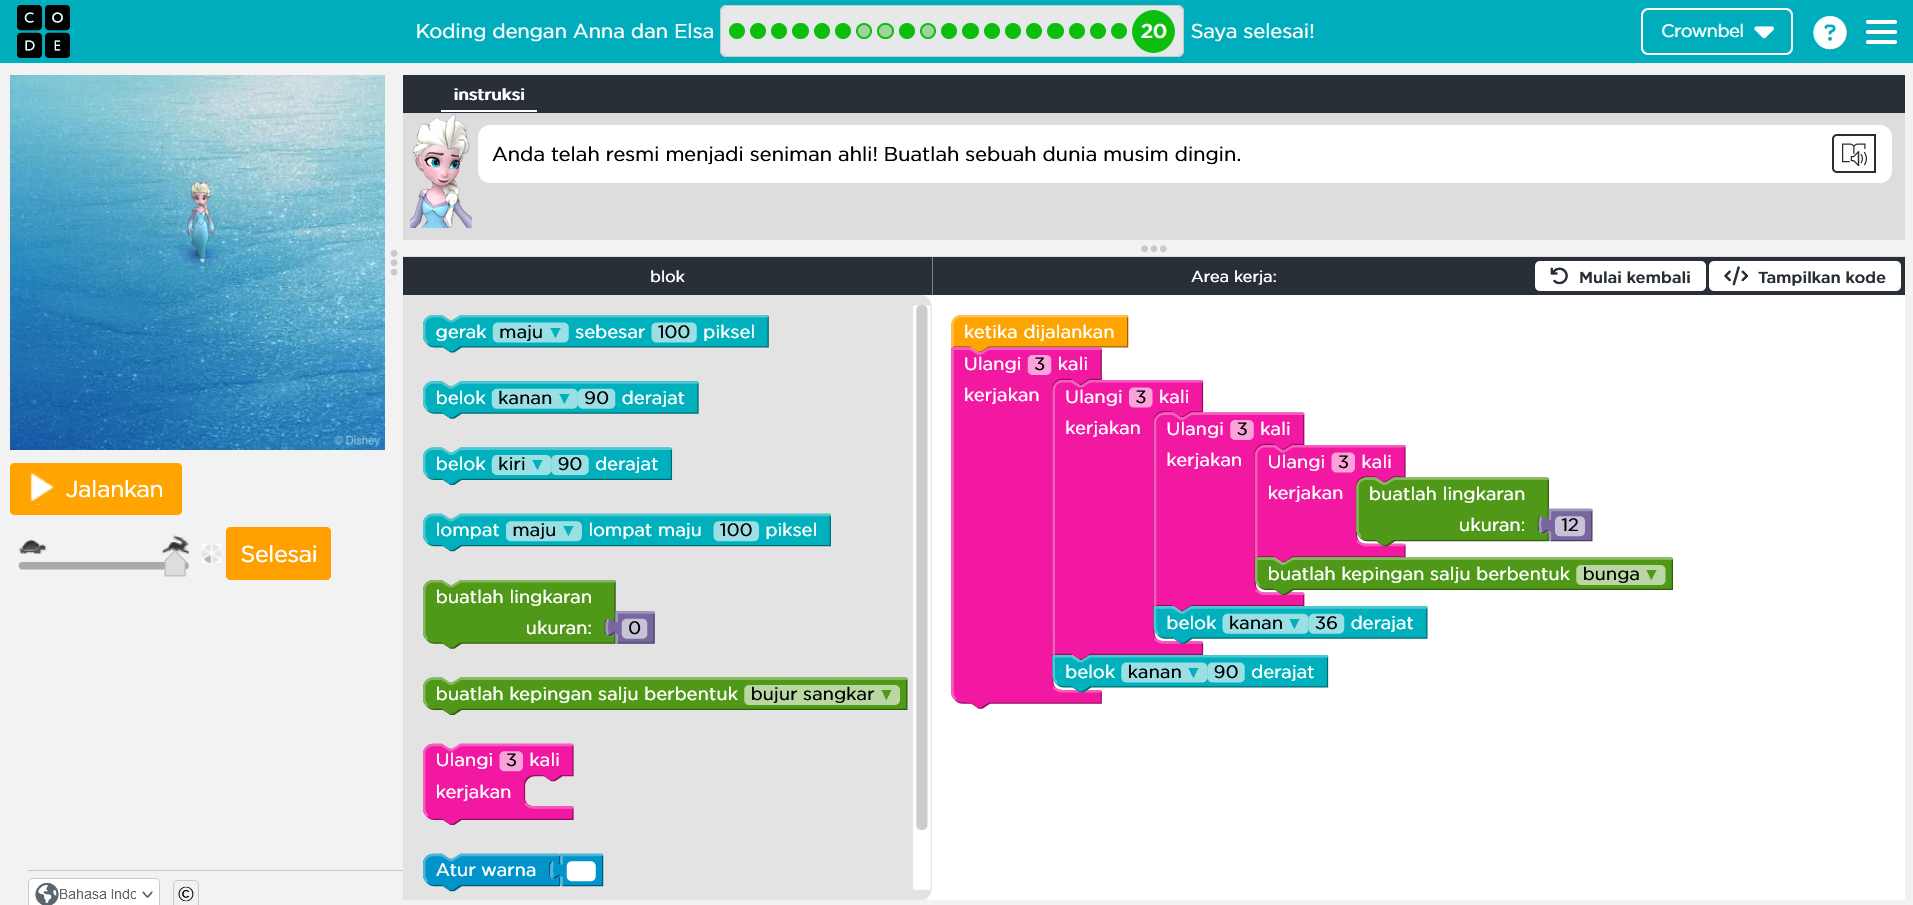 C O
D E
Koding dengan Anna dan Elsa
20
Saya selesai!
Crownbel
?
© Disney
Jalankan
Selesai
Bahasa Indc
©
instruksi
Anda telah resmi menjadi seniman ahli! Buatlah sebuah dunia musim dingin.
blok
Area kerja:
Mulai kembali
</> Tampilkan kode
gerak maju sebesar 100 piksel
belok kanan 90 derajat
belok kiri 90 derajat
lompat maju lompat maju 100 piksel
buatlah lingkaran
ukuran: 0
buatlah kepingan salju berbentuk bujur sangkar
Ulangi 3 kali
kerjakan
Atur warna
ketika dijalankan
Ulangi 3 kali
kerjakan
Ulangi 3 kali
kerjakan
Ulangi 3 kali
kerjakan
Ulangi 3 kali
kerjakan
buatlah lingkaran
ukuran: 12
buatlah kepingan salju berbentuk bunga
belok kanan 36 derajat
belok kanan 90 derajat